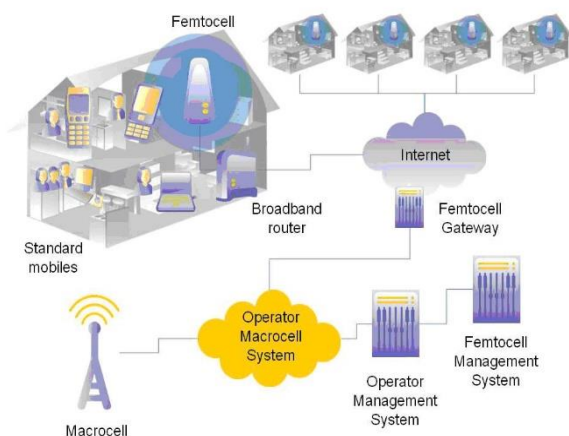 Femtocell
Internet
Broadband
router
Femtocell
Gateway
Standard
mobiles
Operator
Macrocell
System
Femtocell
Management
System
Operator
Management
System
Macrocell